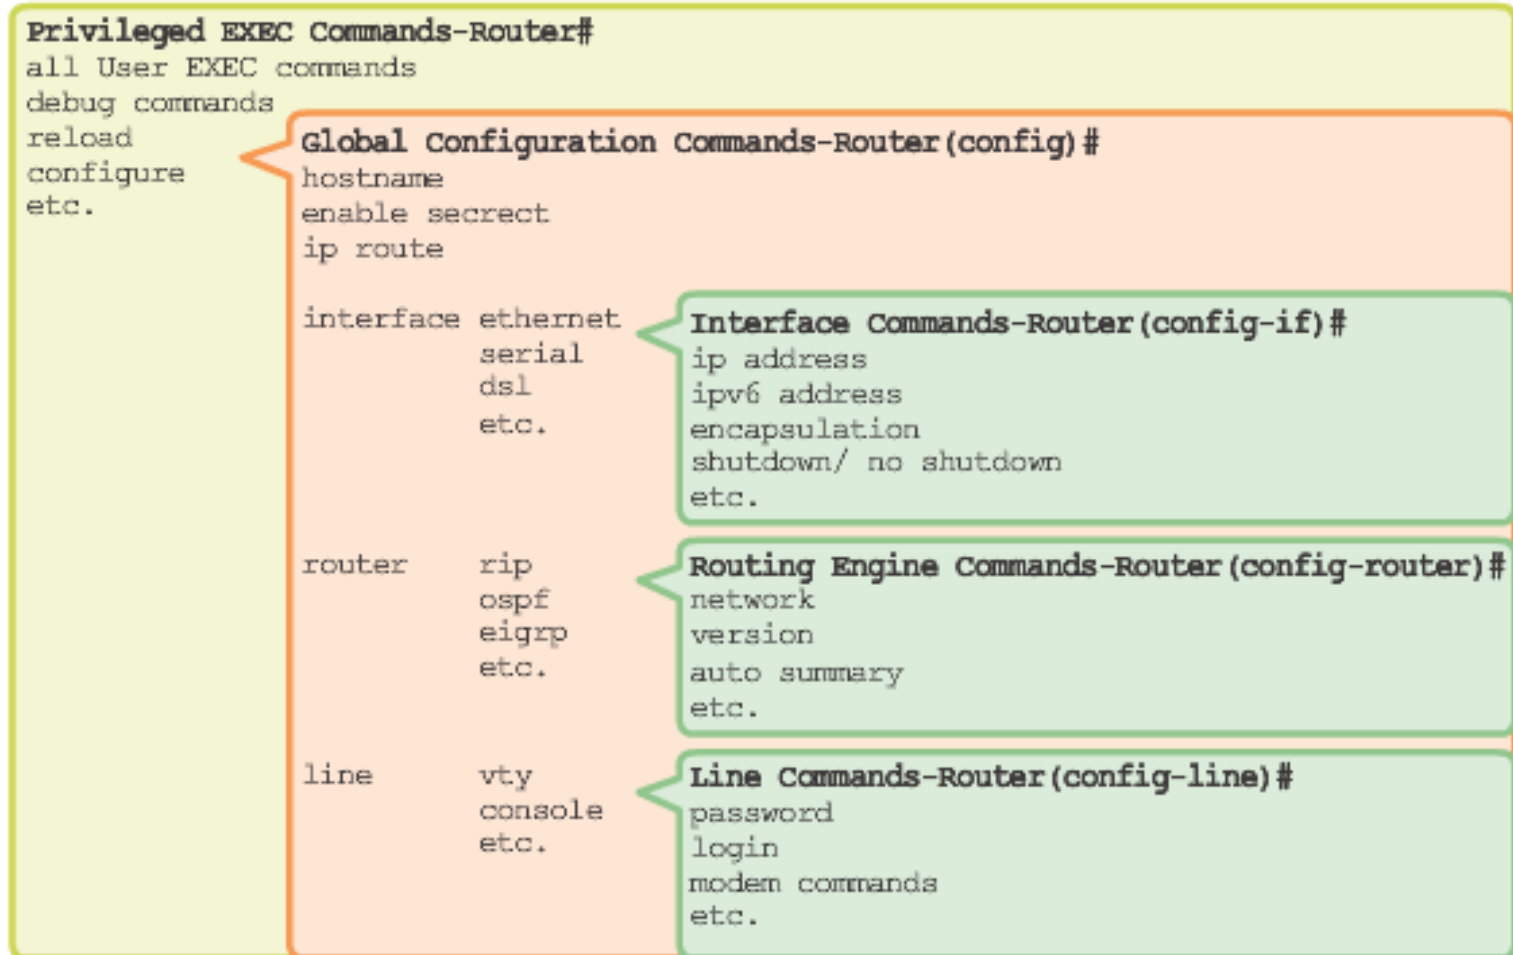 Privileged EXEC Commands-Router#
all User EXEC commands
debug commands
reload
configure
etc.
Global Configuration Commands-Router(config)#
hostname
enable secrect
ip route
interface ethernet
serial
dsl
etc.
Interface Commands-Router(config-if)#
ip address
ipv6 address
encapsulation
shutdown/ no shutdown
etc.
router rip
ospf
eigrp
etc.
Routing Engine Commands-Router(config-router)#
network
version
auto summary
etc.
line vty
console
etc.
Line Commands-Router(config-line)#
password
login
modem commands
etc.